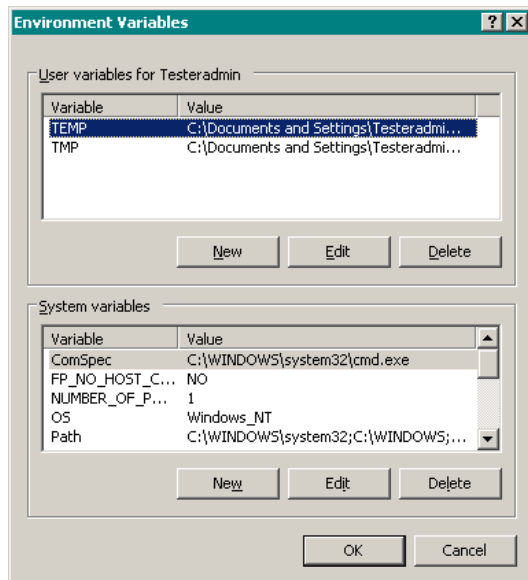 Environment Variables
User variables for Testeradmin
Variable Value
TEMP C:\Documents and Settings\Testeradmi...
TMP C:\Documents and Settings\Testeradmi...
New Edit Delete
System variables
Variable Value
ComSpec C:\WINDOWS\system32\cmd.exe
FP_NO_HOST_C... NO
NUMBER_OF_P... 1
OS Windows_NT
Path C:\WINDOWS\system32;C:\WINDOWS;...
New Edit Delete
OK Cancel